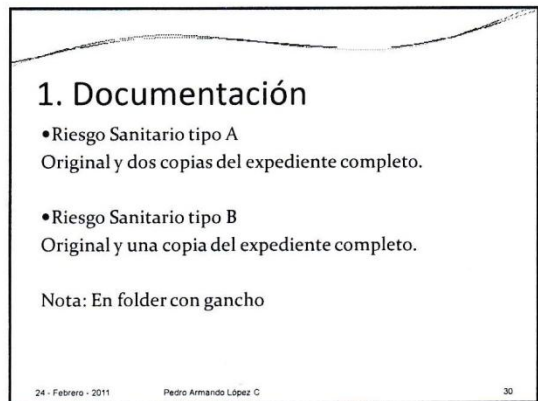 1. Documentación
•Riesgo Sanitario tipo A
Original y dos copias del expediente completo.
•Riesgo Sanitario tipo B
Original y una copia del expediente completo.
Nota: En folder con gancho
24 - Febrero - 2011 Pedro Armando López C 30